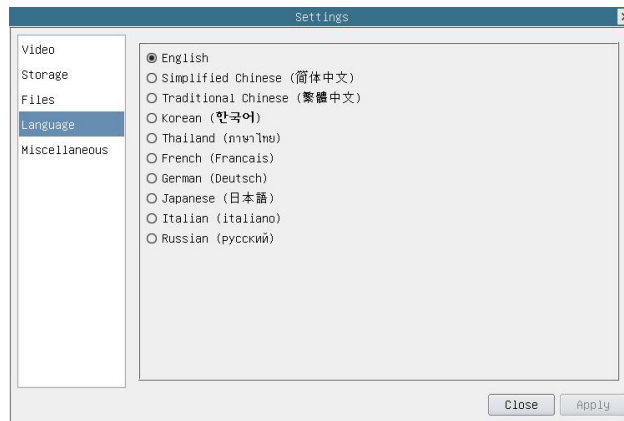 Settings
Video
Storage
Files
Language
Miscellaneous
English
Simplified Chinese (简体中文)
Traditional Chinese (繁體中文)
Korean (한국어)
Thailand (ภาษาไทย)
French (Francais)
German (Deutsch)
Japanese (日本語)
Italian (italiano)
Russian (русский)
Close
Apply